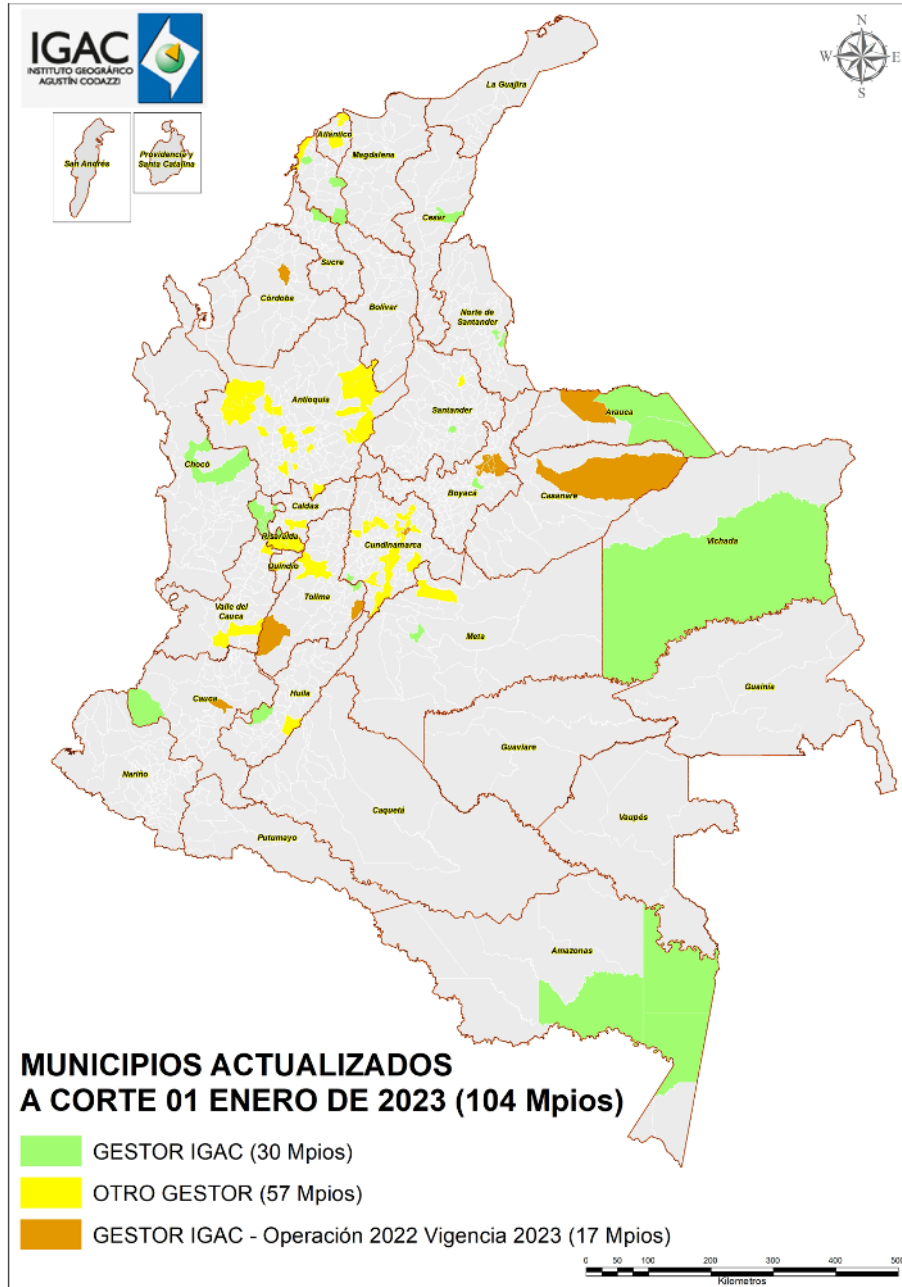 IGAC
INSTITUTO GEOGRÁFICO
AGUSTÍN CODAZZI
N
W
E
S
San Andrés
Providencia y
Santa Catalina
La Guajira
Atlántico
Magdalena
Cesar
Sucre
Córdoba
Bolívar
Norte de
Santander
Antioquia
Santander
Arauca
Chocó
Boyacá
Casanare
Caldas
Risaralda
Cundinamarca
Vichada
Quindío
Tolima
Valle del
Cauca
Meta
Guainía
Cauca
Huila
Guaviare
Nariño
Caquetá
Vaupés
Putumayo
Amazonas
MUNICIPIOS ACTUALIZADOS
A CORTE 01 ENERO DE 2023 (104 Mpios)
GESTOR IGAC (30 Mpios)
OTRO GESTOR (57 Mpios)
GESTOR IGAC - Operación 2022 Vigencia 2023 (17 Mpios)
0 50 100 200 300 400 500
Kilometros